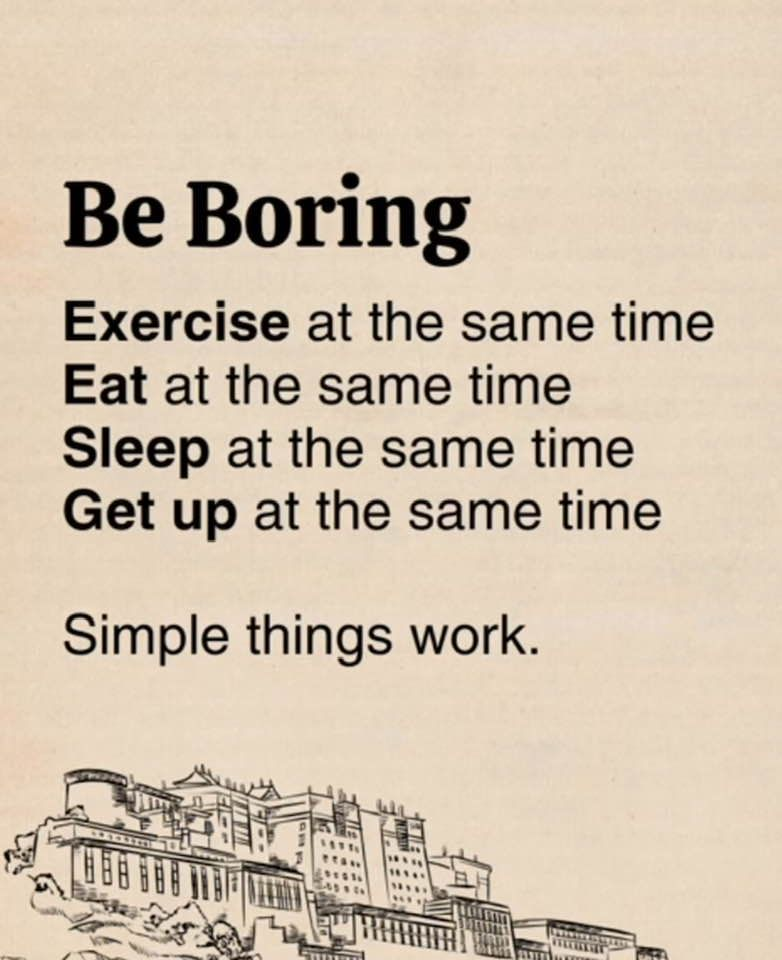 Be Boring
Exercise at the same time
Eat at the same time
Sleep at the same time
Get up at the same time
Simple things work.